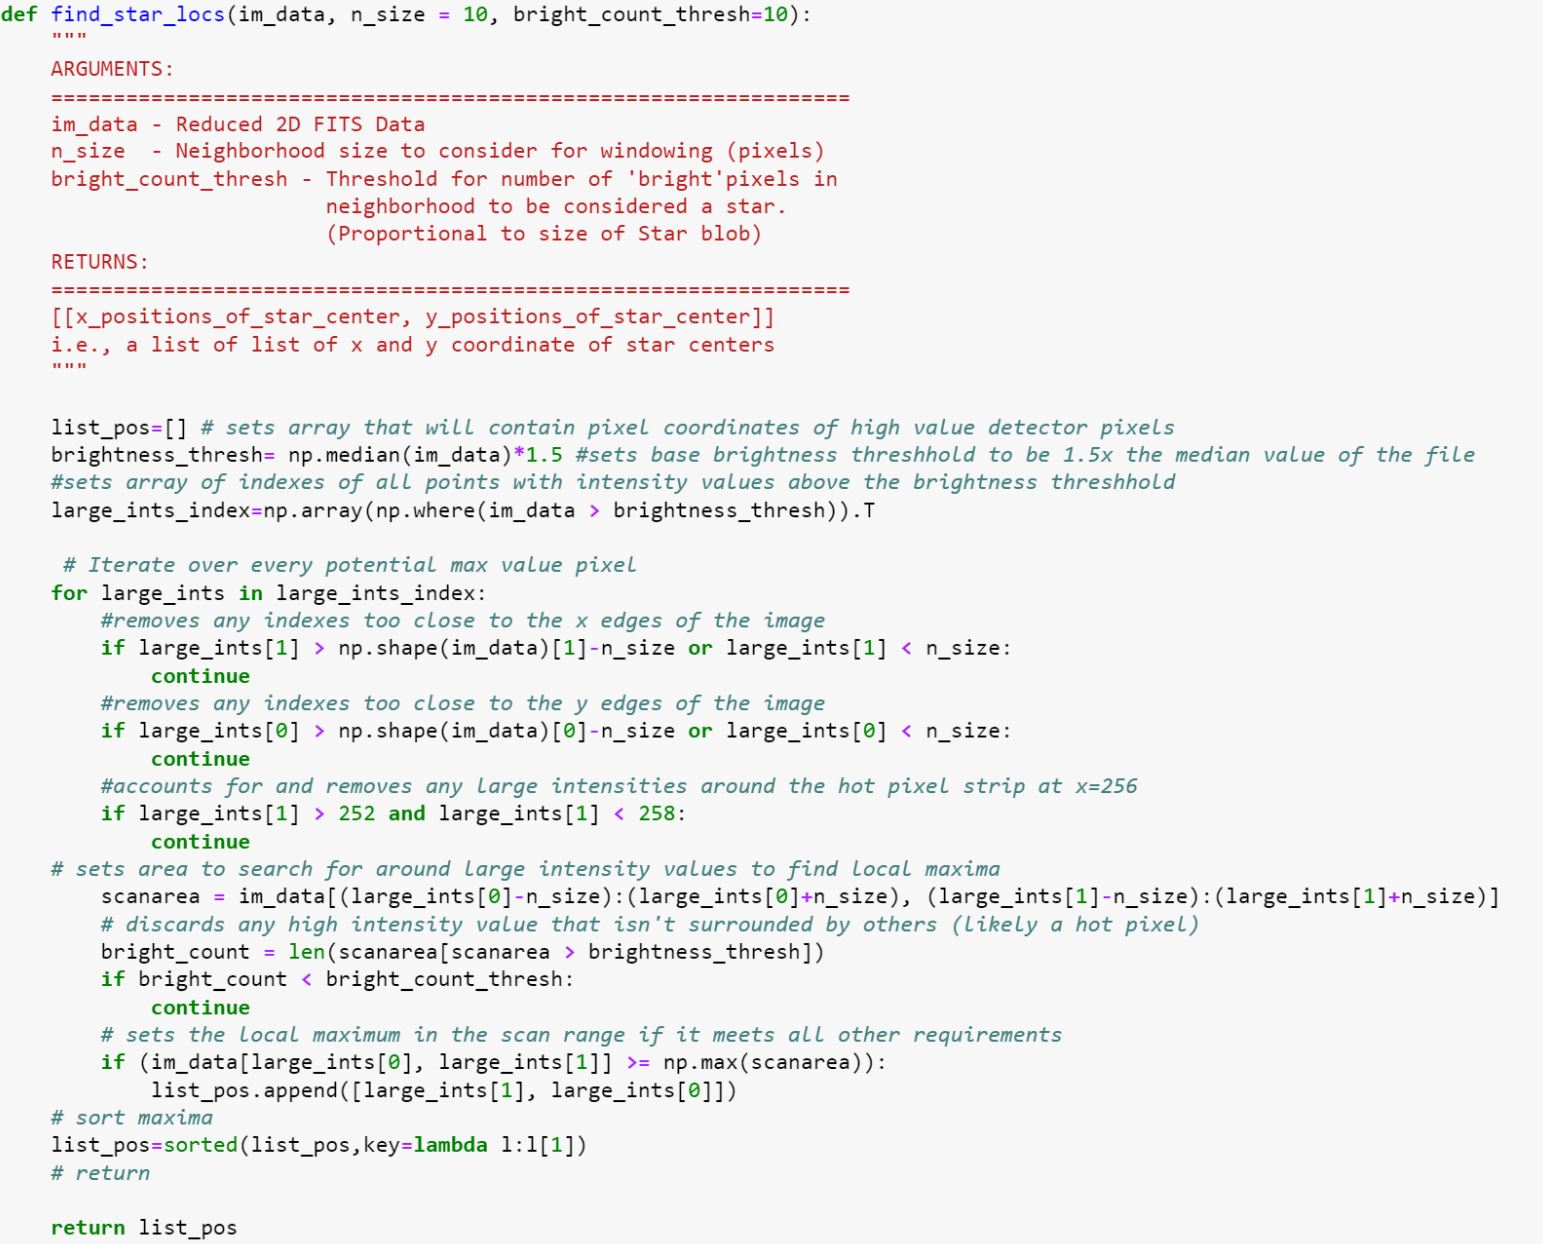 def find_star_locs(im_data, n_size = 10, bright_count_thresh=10):
    """
    ARGUMENTS:
    ================================================================
    im_data - Reduced 2D FITS Data
    n_size  - Neighborhood size to consider for windowing (pixels)
    bright_count_thresh - Threshold for number of 'bright'pixels in
                          neighborhood to be considered a star.
                          (Proportional to size of Star blob)
    RETURNS:
    ================================================================
    [[x_positions_of_star_center, y_positions_of_star_center]]
    i.e., a list of list of x and y coordinate of star centers
    """

    list_pos=[] # sets array that will contain pixel coordinates of high value detector pixels
    brightness_thresh= np.median(im_data)*1.5 #sets base brightness threshhold to be 1.5x the median value of the file
    #sets array of indexes of all points with intensity values above the brightness threshhold
    large_ints_index=np.array(np.where(im_data > brightness_thresh)).T

     # Iterate over every potential max value pixel
    for large_ints in large_ints_index:
        #removes any indexes too close to the x edges of the image
        if large_ints[1] > np.shape(im_data)[1]-n_size or large_ints[1] < n_size:
            continue
        #removes any indexes too close to the y edges of the image
        if large_ints[0] > np.shape(im_data)[0]-n_size or large_ints[0] < n_size:
            continue
        #accounts for and removes any large intensities around the hot pixel strip at x=256
        if large_ints[1] > 252 and large_ints[1] < 258:
            continue
    # sets area to search for around large intensity values to find local maxima
        scanarea = im_data[(large_ints[0]-n_size):(large_ints[0]+n_size), (large_ints[1]-n_size):(large_ints[1]+n_size)]
        # discards any high intensity value that isn't surrounded by others (likely a hot pixel)
        bright_count = len(scanarea[scanarea > brightness_thresh])
        if bright_count < bright_count_thresh:
            continue
        # sets the local maximum in the scan range if it meets all other requirements
        if (im_data[large_ints[0], large_ints[1]] >= np.max(scanarea)):
            list_pos.append([large_ints[1], large_ints[0]])
    # sort maxima
    list_pos=sorted(list_pos,key=lambda l:l[1])
    # return

    return list_pos